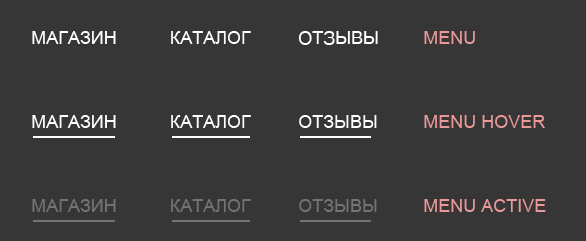 МАГАЗИН КАТАЛОГ ОТЗЫВЫ MENU
МАГАЗИН КАТАЛОГ ОТЗЫВЫ MENU HOVER
МАГАЗИН КАТАЛОГ ОТЗЫВЫ MENU ACTIVE